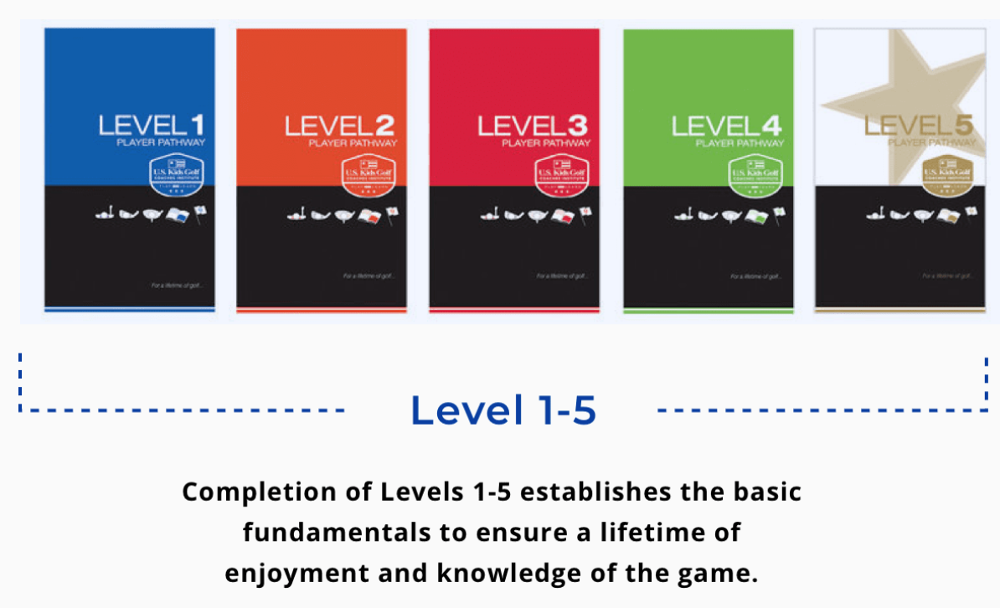 LEVEL 1
PLAYER PATHWAY
U.S. Kids Golf
COACHES INSTITUTE
For a lifetime of golf...
LEVEL 2
PLAYER PATHWAY
U.S. Kids Golf
COACHES INSTITUTE
For a lifetime of golf...
LEVEL 3
PLAYER PATHWAY
U.S. Kids Golf
COACHES INSTITUTE
For a lifetime of golf...
LEVEL 4
PLAYER PATHWAY
U.S. Kids Golf
COACHES INSTITUTE
For a lifetime of golf...
LEVEL 5
PLAYER PATHWAY
U.S. Kids Golf
COACHES INSTITUTE
For a lifetime of golf...
Level 1-5
Completion of Levels 1-5 establishes the basic
fundamentals to ensure a lifetime of
enjoyment and knowledge of the game.